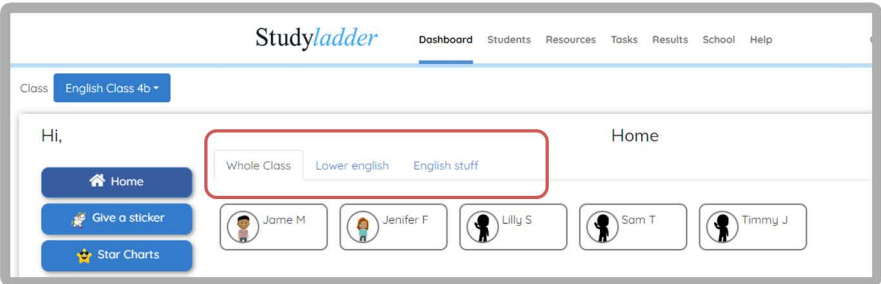 Studyladder Dashboard Students Resources Tasks Results School Help
Class English Class 4b
Hi,
Home
Whole Class Lower english English stuff
Home
Give a sticker
Star Charts
Jame M Jenifer F Lilly S Sam T Timmy J